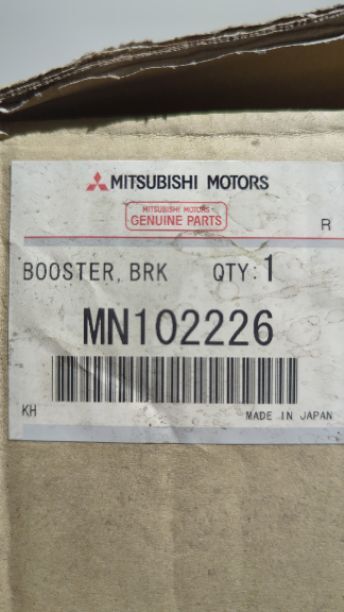 MITSUBISHI MOTORS
MITSUBISHI MOTORS
GENUINE PARTS
R
BOOSTER, BRK QTY:1
MN102226
KH
MADE IN JAPAN